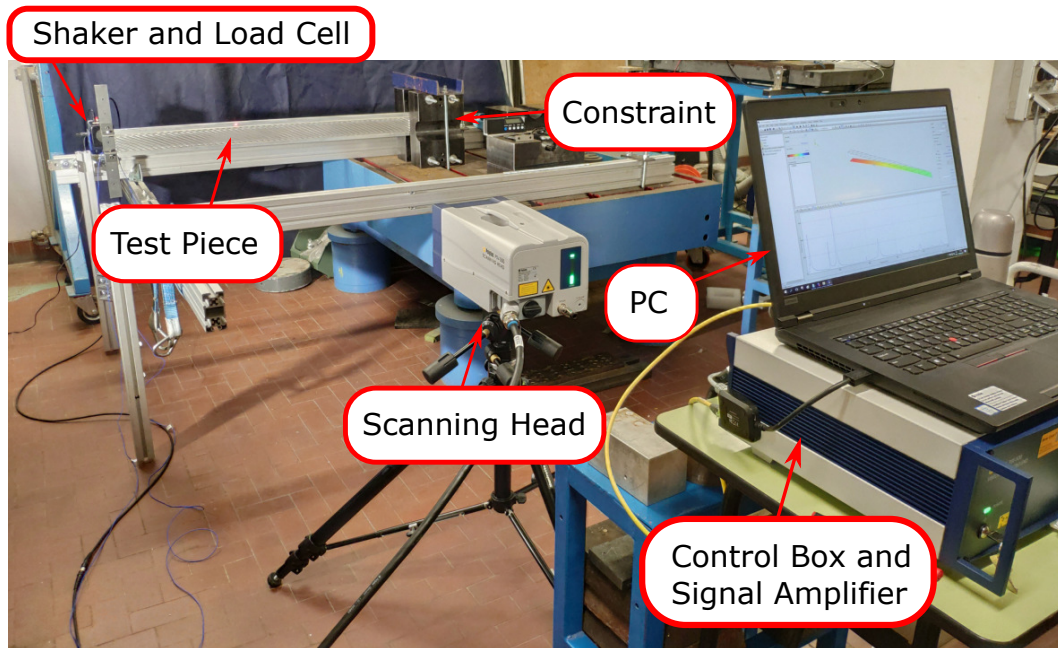 Shaker and Load Cell
Constraint
Test Piece
PC
Scanning Head
Control Box and
Signal Amplifier